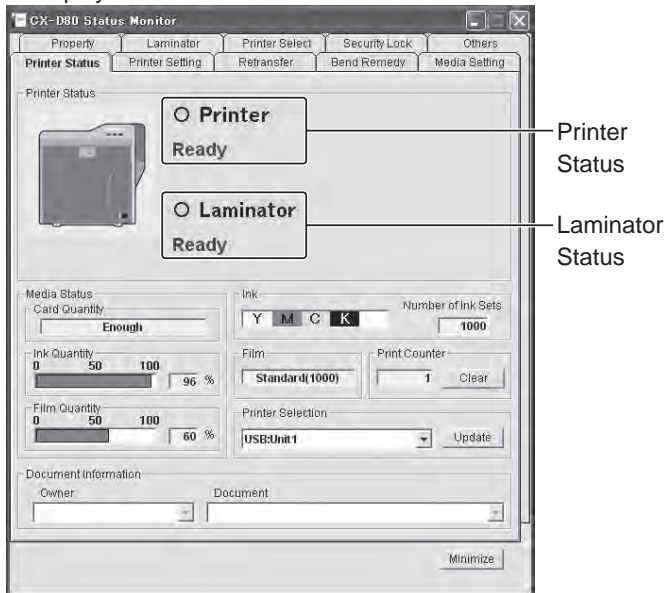 CX-D80 Status Monitor
Property Laminator Printer Select Security Lock Others
Printer Status Printer Setting Retransfer Bend Remedy Media Setting
Printer Status
Printer
Ready
Laminator
Ready
Printer
Status
Laminator
Status
Media Status
Card Quantity
Enough
Ink Quantity
0 50 100
96 %
Film Quantity
0 50 100
60 %
Ink
Y M C K
Number of Ink Sets
1000
Film
Standard(1000)
Print Counter
1 Clear
Printer Selection
USB:Unit1 Update
Document Information
Owner Document
Minimize